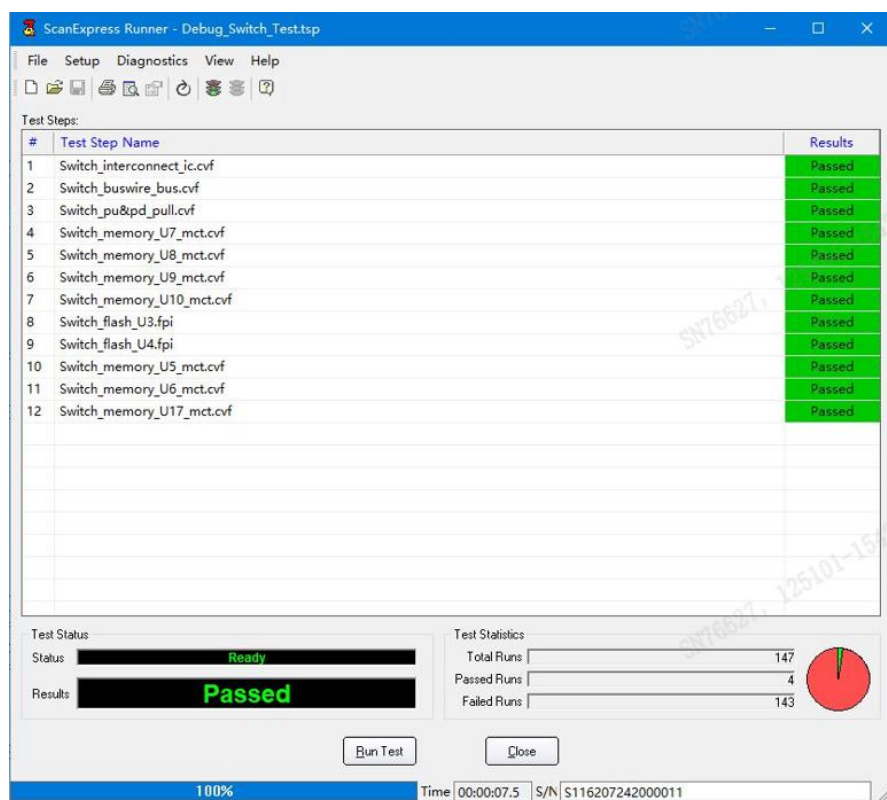 ScanExpress Runner - Debug_Switch_Test.tsp
File Setup Diagnostics View Help
Test Steps:
# Test Step Name Results
1 Switch_interconnect_ic.cvf Passed
2 Switch_buswire_bus.cvf Passed
3 Switch_pu&pd_pull.cvf Passed
4 Switch_memory_U7_mct.cvf Passed
5 Switch_memory_U8_mct.cvf Passed
6 Switch_memory_U9_mct.cvf Passed
7 Switch_memory_U10_mct.cvf Passed
8 Switch_flash_U3.fpi Passed
9 Switch_flash_U4.fpi Passed
10 Switch_memory_U5_mct.cvf Passed
11 Switch_memory_U6_mct.cvf Passed
12 Switch_memory_U17_mct.cvf Passed
SN76627,
SN76627, 125101-154
Test Status
Status Ready
Results Passed
Test Statistics
Total Runs 147
Passed Runs 4
Failed Runs 143
Run Test Close
100% Time 00:00:07.5 S/N S116207242000011